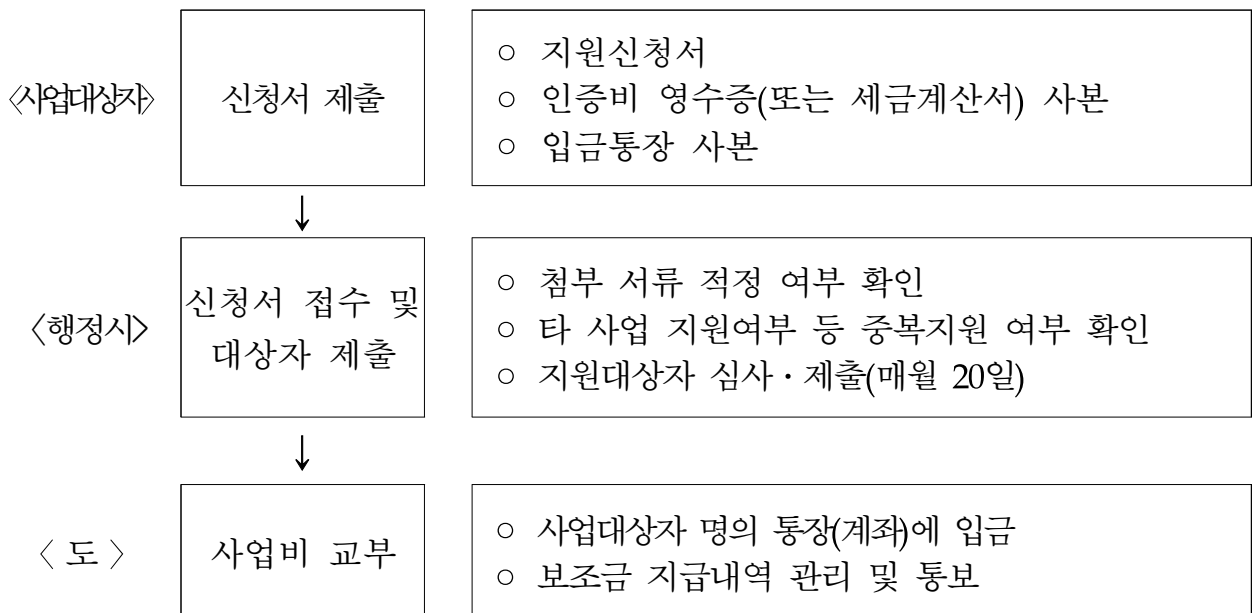 ○ 지원신청서
〈사업대상자〉 신청서 제출 ○ 인증비 영수증(또는 세금계산서) 사본
○ 입금통장 사본
↓
신청서 접수 및 ○ 첨부 서류 적정 여부 확인
〈행정시〉 대상자 제출 ○ 타 사업 지원여부 등 중복지원 여부 확인
○ 지원대상자 심사·제출(매월 20일)
↓
〈 도 〉 사업비 교부 ○ 사업대상자 명의 통장(계좌)에 입금
○ 보조금 지급내역 관리 및 통보